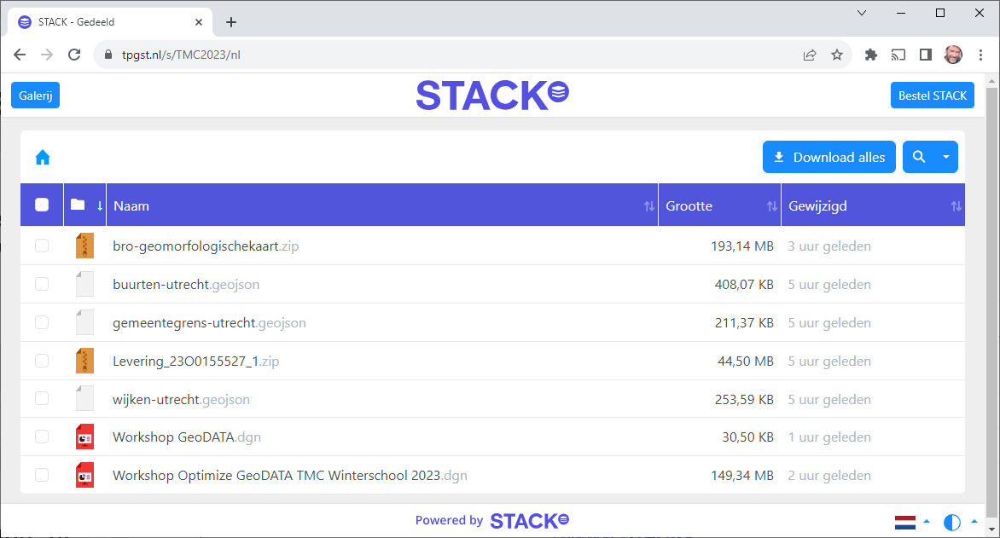 STACK - Gedeeld
tpgst.nl/s/TMC2023/nl
Galerij
STACK
Bestel STACK
Download alles
Naam Grootte Gewijzigd
bro-geomorfologischekaart.zip 193,14 MB 3 uur geleden
buurten-utrecht.geojson 408,07 KB 5 uur geleden
gemeentegrens-utrecht.geojson 211,37 KB 5 uur geleden
Levering_23O0155527_1.zip 44,50 MB 5 uur geleden
wijken-utrecht.geojson 253,59 KB 5 uur geleden
Workshop GeoDATA.dgn 30,50 KB 1 uur geleden
Workshop Optimize GeoDATA TMC Winterschool 2023.dgn 149,34 MB 2 uur geleden
Powered by STACK